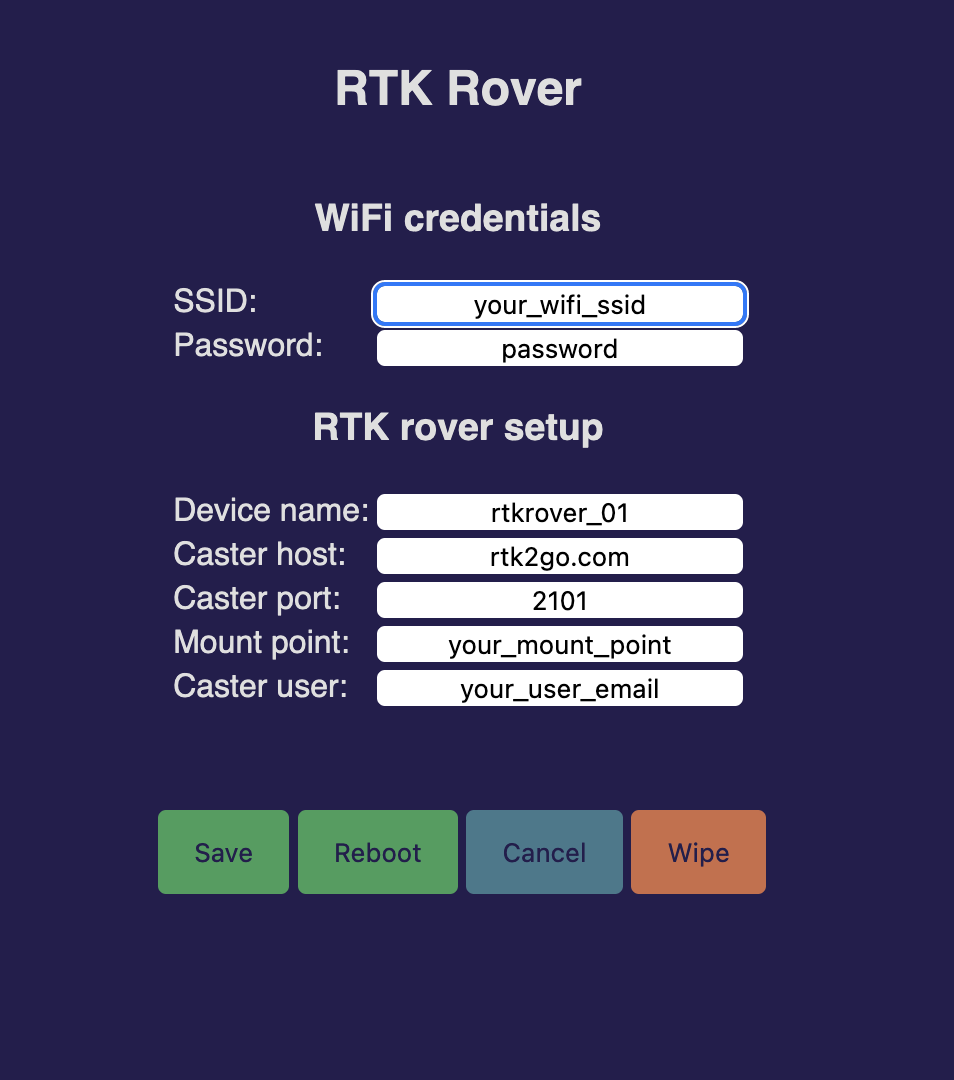 RTK Rover
WiFi credentials
SSID: your_wifi_ssid
Password: password
RTK rover setup
Device name: rtkrover_01
Caster host: rtk2go.com
Caster port: 2101
Mount point: your_mount_point
Caster user: your_user_email
Save Reboot Cancel Wipe